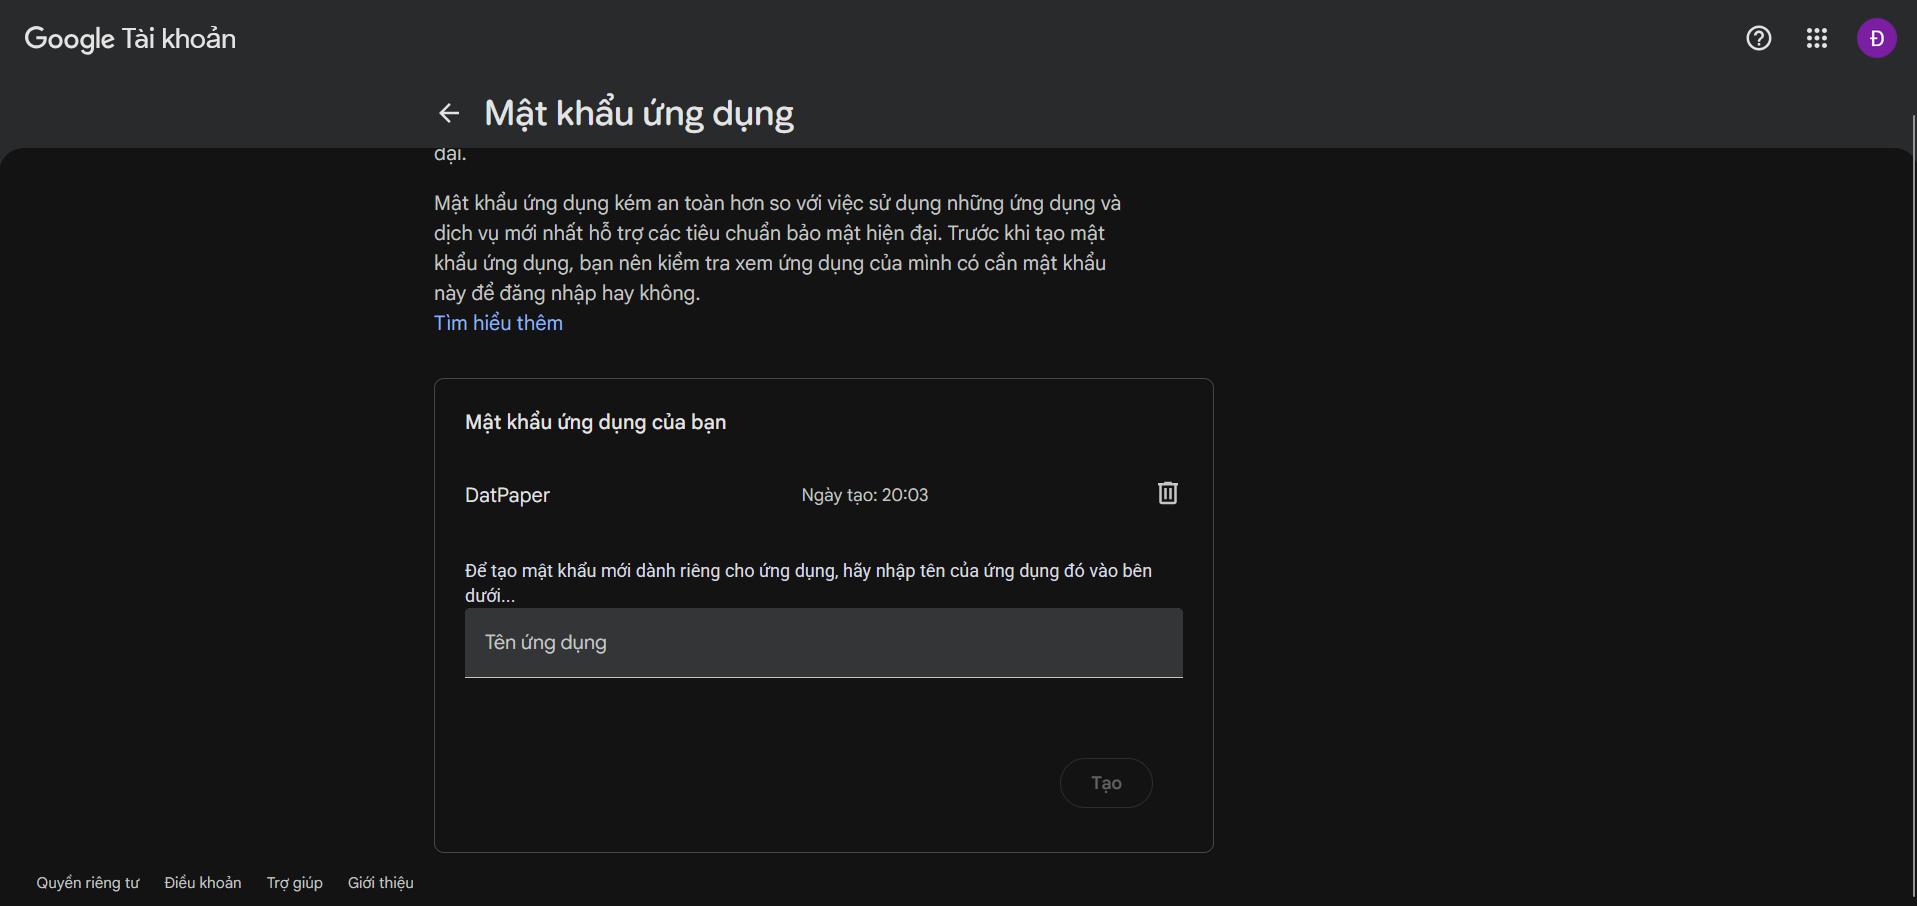 Google Tài khoản
Đ
Mật khẩu ứng dụng
đại.
Mật khẩu ứng dụng kém an toàn hơn so với việc sử dụng những ứng dụng và
dịch vụ mới nhất hỗ trợ các tiêu chuẩn bảo mật hiện đại. Trước khi tạo mật
khẩu ứng dụng, bạn nên kiểm tra xem ứng dụng của mình có cần mật khẩu
này để đăng nhập hay không.
Tìm hiểu thêm
Mật khẩu ứng dụng của bạn
DatPaper Ngày tạo: 20:03
Để tạo mật khẩu mới dành riêng cho ứng dụng, hãy nhập tên của ứng dụng đó vào bên
dưới...
Tên ứng dụng
Tạo
Quyền riêng tư Điều khoản Trợ giúp Giới thiệu